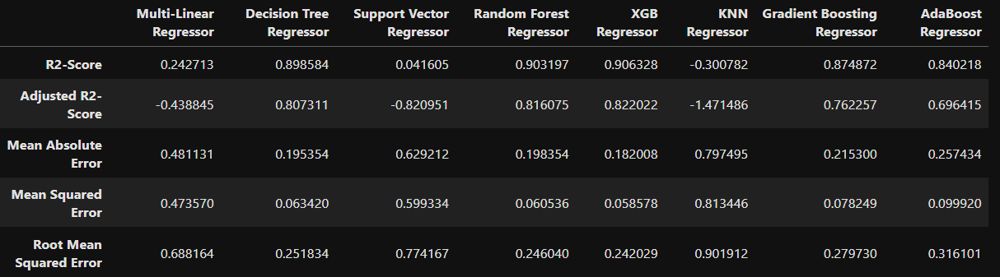 Multi-Linear Regressor Decision Tree Regressor Support Vector Regressor Random Forest Regressor XGB Regressor KNN Regressor Gradient Boosting Regressor AdaBoost Regressor
R2-Score 0.242713 0.898584 0.041605 0.903197 0.906328 -0.300782 0.874872 0.840218
Adjusted R2-Score -0.438845 0.807311 -0.820951 0.816075 0.822022 -1.471486 0.762257 0.696415
Mean Absolute Error 0.481131 0.195354 0.629212 0.198354 0.182008 0.797495 0.215300 0.257434
Mean Squared Error 0.473570 0.063420 0.599334 0.060536 0.058578 0.813446 0.078249 0.099920
Root Mean Squared Error 0.688164 0.251834 0.774167 0.246040 0.242029 0.901912 0.279730 0.316101